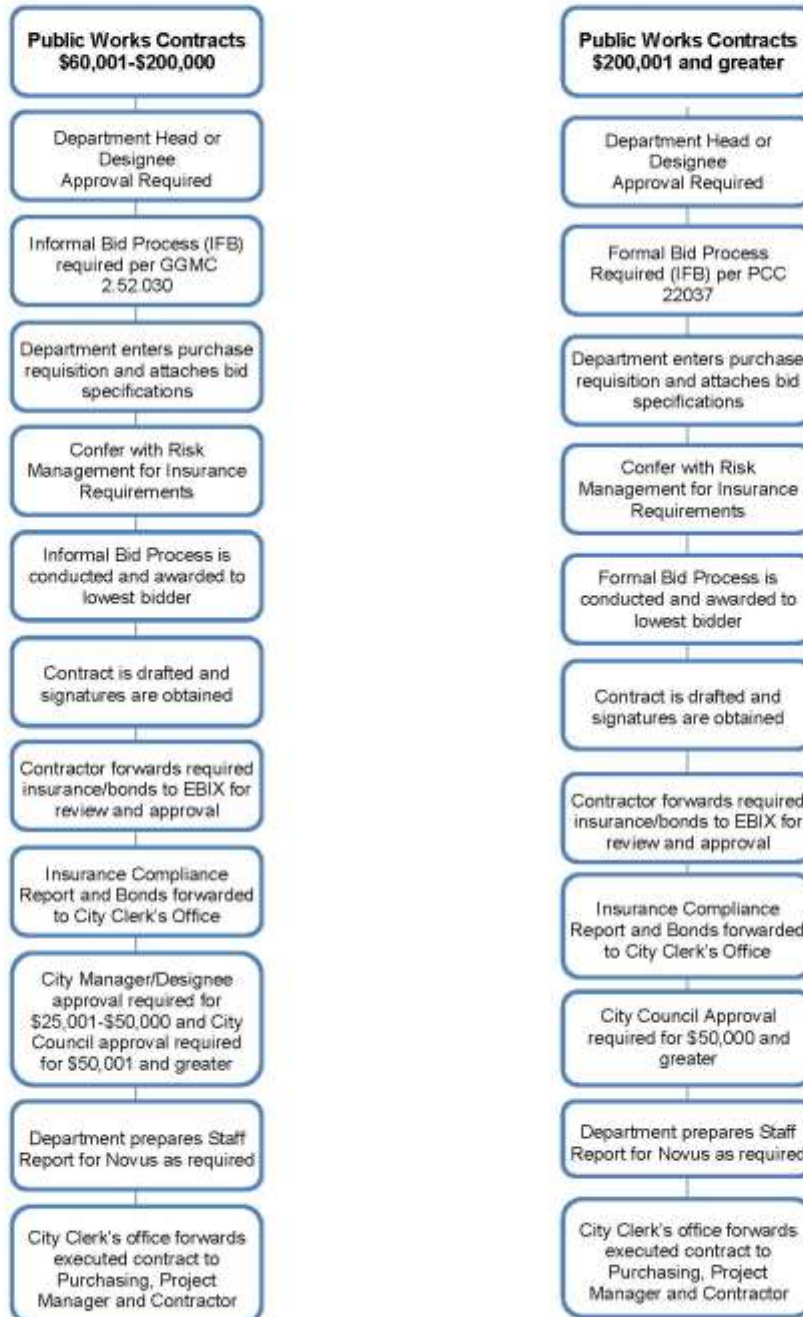 Public Works Contracts
$60,001-$200,000
Department Head or
Designee
Approval Required
Informal Bid Process (IFB)
required per GGMC
2.52.030
Department enters purchase
requisition and attaches bid
specifications
Confer with Risk
Management for Insurance
Requirements
Informal Bid Process is
conducted and awarded to
lowest bidder
Contract is drafted and
signatures are obtained
Contractor forwards required
insurance/bonds to EBIX for
review and approval
Insurance Compliance
Report and Bonds forwarded
to City Clerk's Office
City Manager/Designee
approval required for
$25,001-$50,000 and City
Council approval required
for $50,001 and greater
Department prepares Staff
Report for Novus as required
City Clerk's office forwards
executed contract to
Purchasing, Project
Manager and Contractor
Public Works Contracts
$200,001 and greater
Department Head or
Designee
Approval Required
Formal Bid Process
Required (IFB) per PCC
22037
Department enters purchase
requisition and attaches bid
specifications
Confer with Risk
Management for Insurance
Requirements
Formal Bid Process is
conducted and awarded to
lowest bidder
Contract is drafted and
signatures are obtained
Contractor forwards required
insurance/bonds to EBIX for
review and approval
Insurance Compliance
Report and Bonds forwarded
to City Clerk's Office
City Council Approval
required for $50,000 and
greater
Department prepares Staff
Report for Novus as required
City Clerk's office forwards
executed contract to
Purchasing, Project
Manager and Contractor